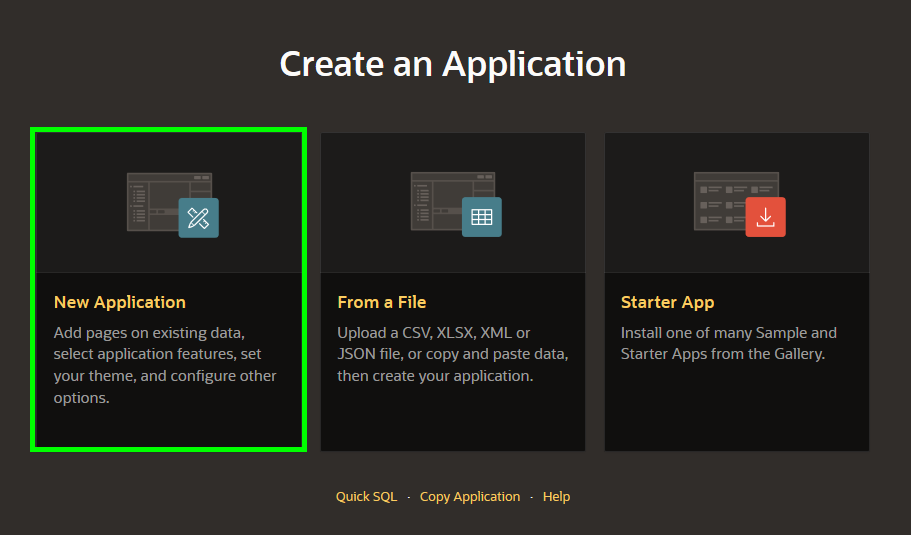 Create an Application
New Application
Add pages on existing data,
select application features, set
your theme, and configure other
options.
From a File
Upload a CSV, XLSX, XML or
JSON file, or copy and paste data,
then create your application.
Starter App
Install one of many Sample and
Starter Apps from the Gallery.
Quick SQL · Copy Application · Help